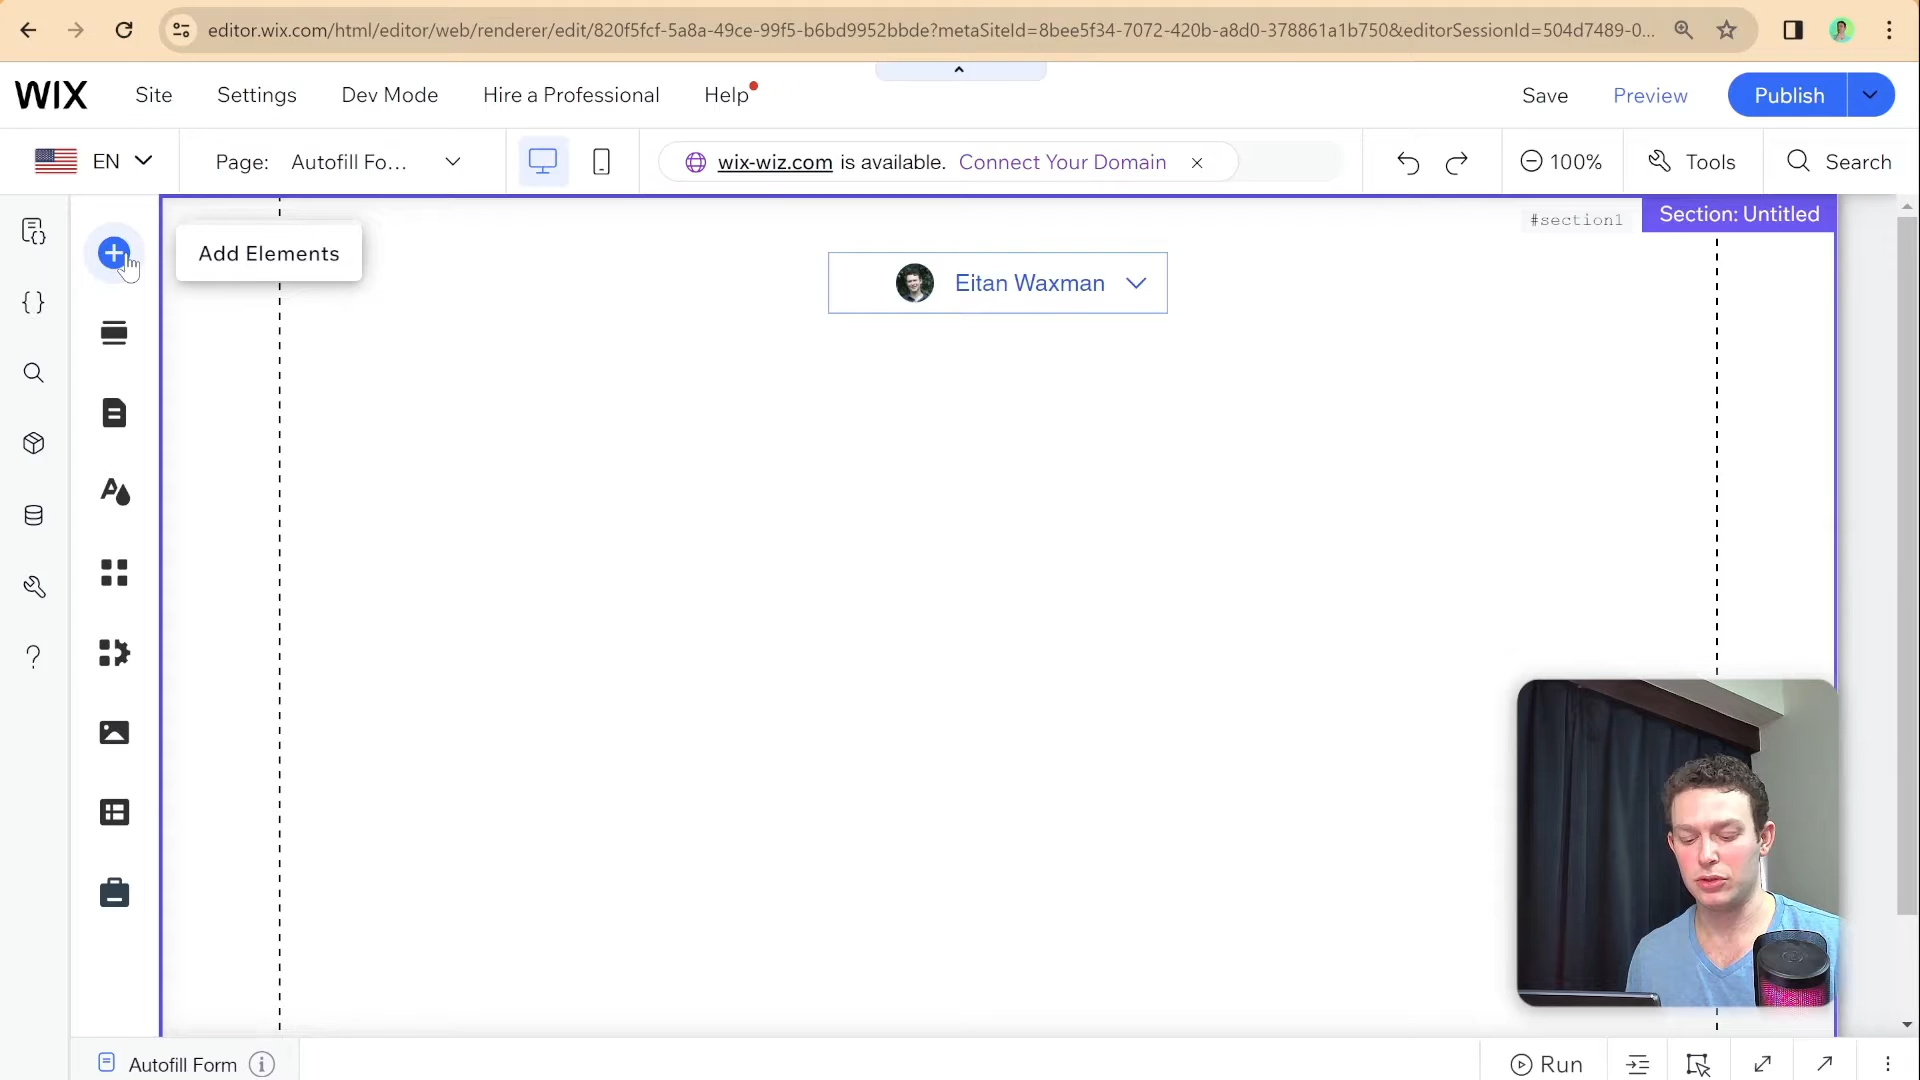 editor.wix.com/html/editor/web/renderer/edit/820f5fcf-5a8a-49ce-99f5-b6bd9952bbde?metaSiteId=8bee5f34-7072-420b-a8d0-378861a1b750&editorSessionId=504d7489-0...
WIX
Site
Settings
Dev Mode
Hire a Professional
Help
Save
Preview
Publish
EN
Page: Autofill Fo...
wix-wiz.com is available. Connect Your Domain
100%
Tools
Search
Add Elements
#section1
Section: Untitled
Eitan Waxman
Autofill Form
Run